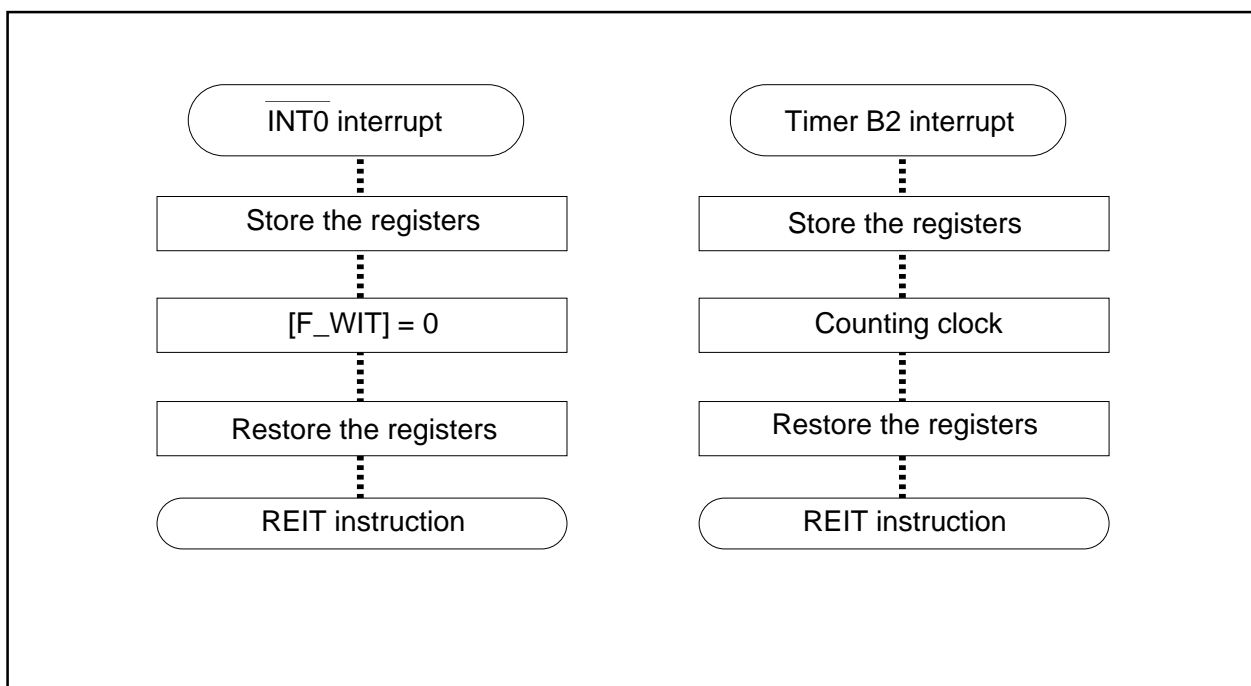 INT0 interrupt
Store the registers
[F_WIT] = 0
Restore the registers
REIT instruction
Timer B2 interrupt
Store the registers
Counting clock
Restore the registers
REIT instruction